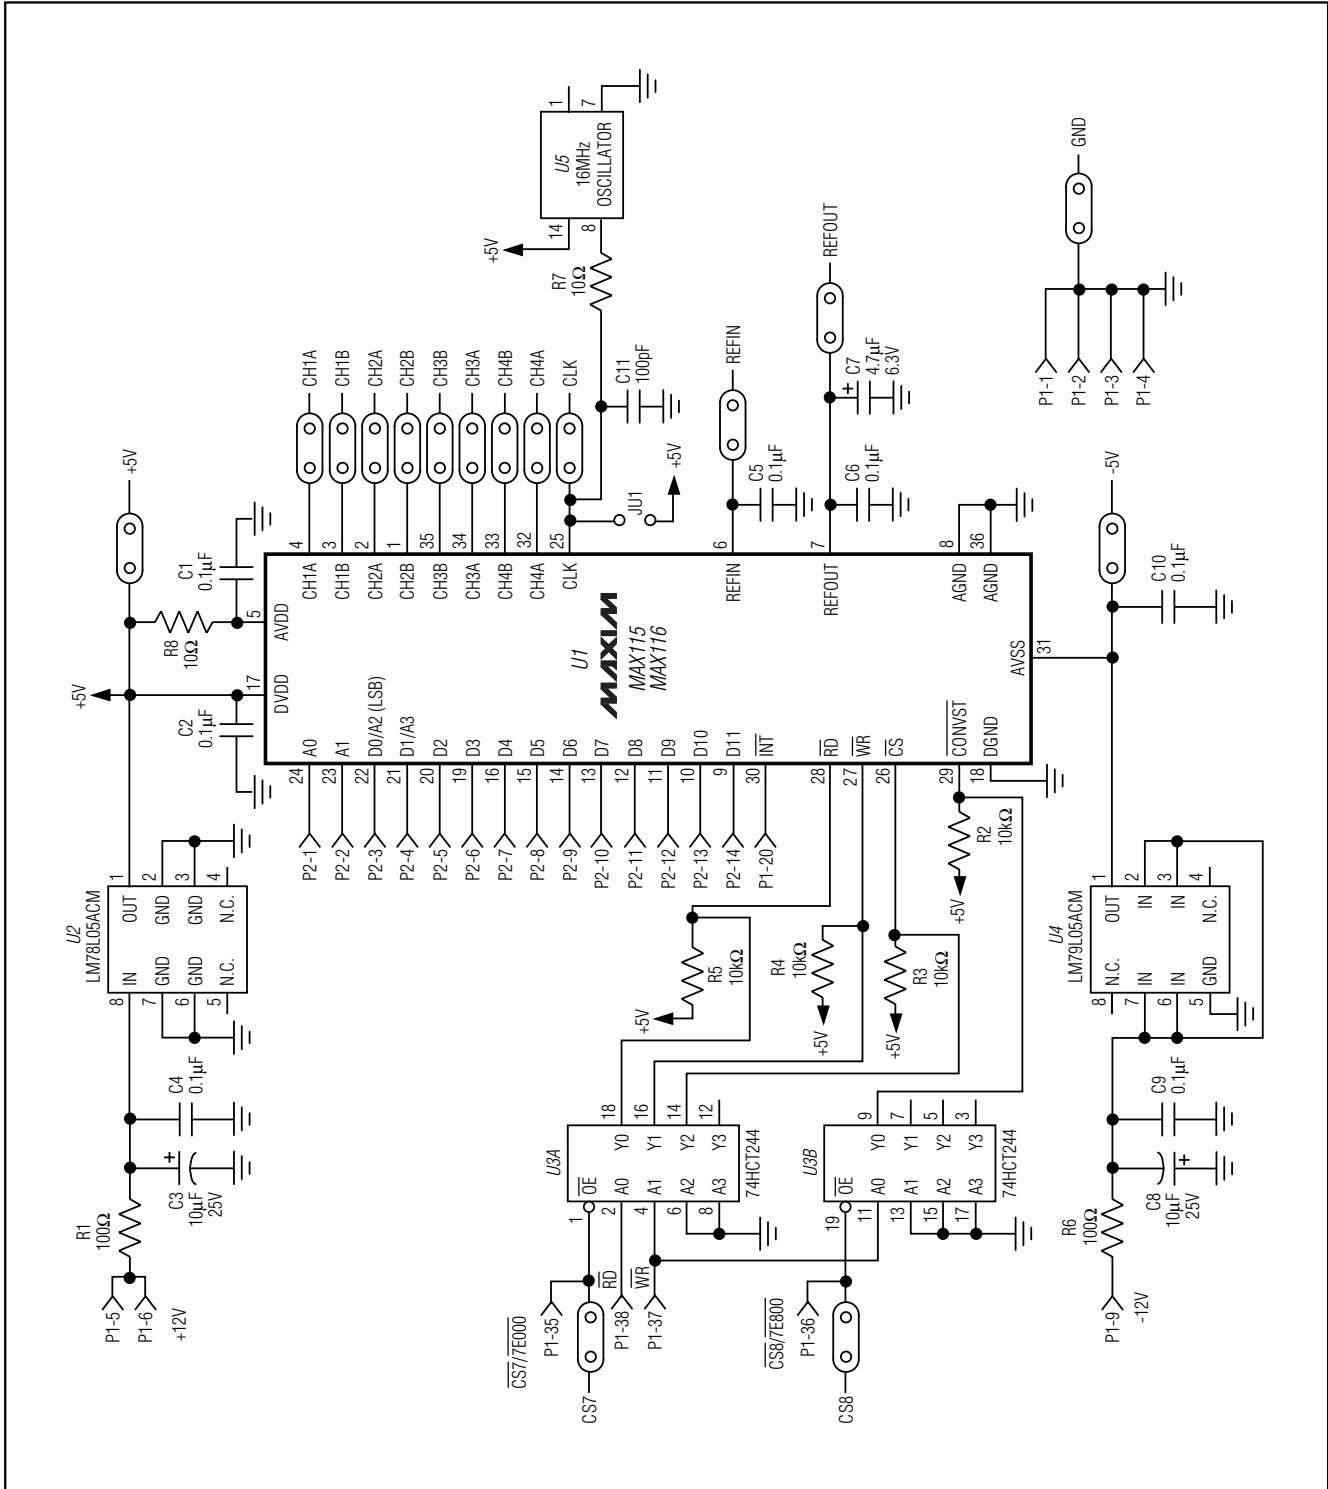 U5
16MHz
OSCILLATOR
1
7
14
8
+5V
R7
10Ω
C11
100pF
GND
P1-1
P1-2
P1-3
P1-4
CH1A
CH1B
CH2A
CH2B
CH3B
CH3A
CH4B
CH4A
CLK
REFIN
REFOUT
JU1
+5V
C5
0.1µF
C6
0.1µF
C7
+
4.7µF
6.3V
+5V
-5V
C10
0.1µF
R8
10Ω
C1
0.1µF
+5V
C2
0.1µF
4
3
2
1
35
34
33
32
25
6
7
8
36
5
17
31
AVDD
DVDD
CH1A
CH1B
CH2A
CH2B
CH3B
CH3A
CH4B
CH4A
CLK
REFIN
REFOUT
AGND
AGND
AVSS
U1
MAXIM
MAX115
MAX116
A0
A1
D0/A2 (LSB)
D1/A3
D2
D3
D4
D5
D6
D7
D8
D9
D10
D11
INT
RD
WR
CS
CONVST
DGND
24
23
22
21
20
19
16
15
14
13
12
11
10
9
30
28
27
26
29
18
P2-1
P2-2
P2-3
P2-4
P2-5
P2-6
P2-7
P2-8
P2-9
P2-10
P2-11
P2-12
P2-13
P2-14
P1-20
R2
10kΩ
+5V
R5
10kΩ
+5V
R4
10kΩ
+5V
R3
10kΩ
+5V
U2
LM78L05ACM
1
2
3
4
OUT
GND
GND
N.C.
IN
GND
GND
N.C.
8
7
6
5
C4
0.1µF
C3
+
10µF
25V
R1
100Ω
P1-5
P1-6
+12V
U4
LM79L05ACM
1
2
3
4
OUT
IN
IN
N.C.
N.C.
IN
IN
GND
8
7
6
5
C9
0.1µF
C8
+
10µF
25V
R6
100Ω
P1-9
-12V
U3A
74HCT244
18
16
14
12
Y0
Y1
Y2
Y3
OE
A0
A1
A2
A3
1
2
4
6
8
U3B
74HCT244
9
7
5
3
Y0
Y1
Y2
Y3
OE
A0
A1
A2
A3
19
11
13
15
17
RD
WR
CS7/7E000
P1-35
P1-38
P1-37
CS7
CS8/7E800
P1-36
CS8